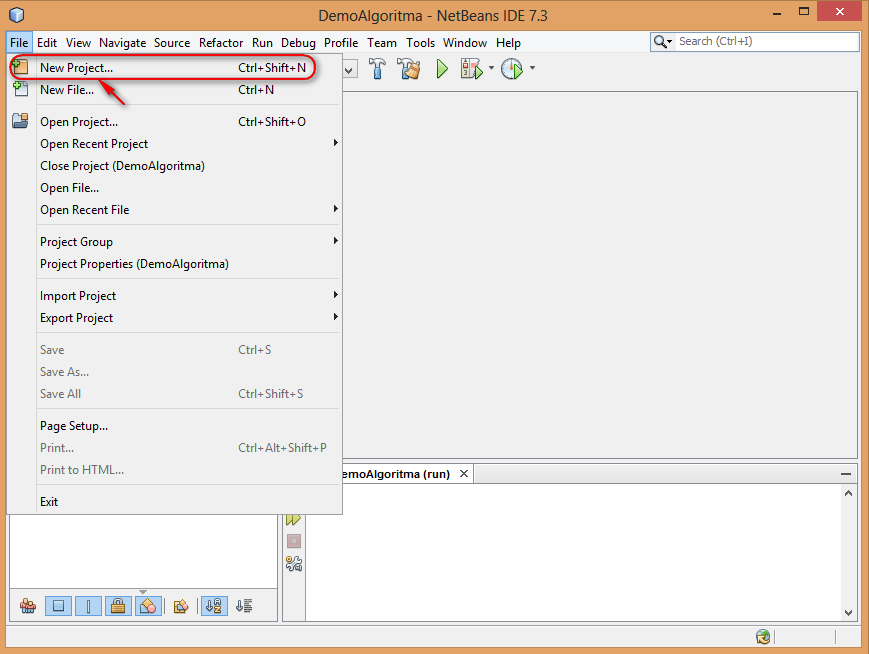 DemoAlgoritma - NetBeans IDE 7.3
File Edit View Navigate Source Refactor Run Debug Profile Team Tools Window Help
Search (Ctrl+I)
New Project... Ctrl+Shift+N
New File... Ctrl+N
Open Project... Ctrl+Shift+O
Open Recent Project
Close Project (DemoAlgoritma)
Open File...
Open Recent File
Project Group
Project Properties (DemoAlgoritma)
Import Project
Export Project
Save Ctrl+S
Save As...
Save All Ctrl+Shift+S
Page Setup...
Print... Ctrl+Alt+Shift+P
Print to HTML...
Exit
emoAlgoritma (run)